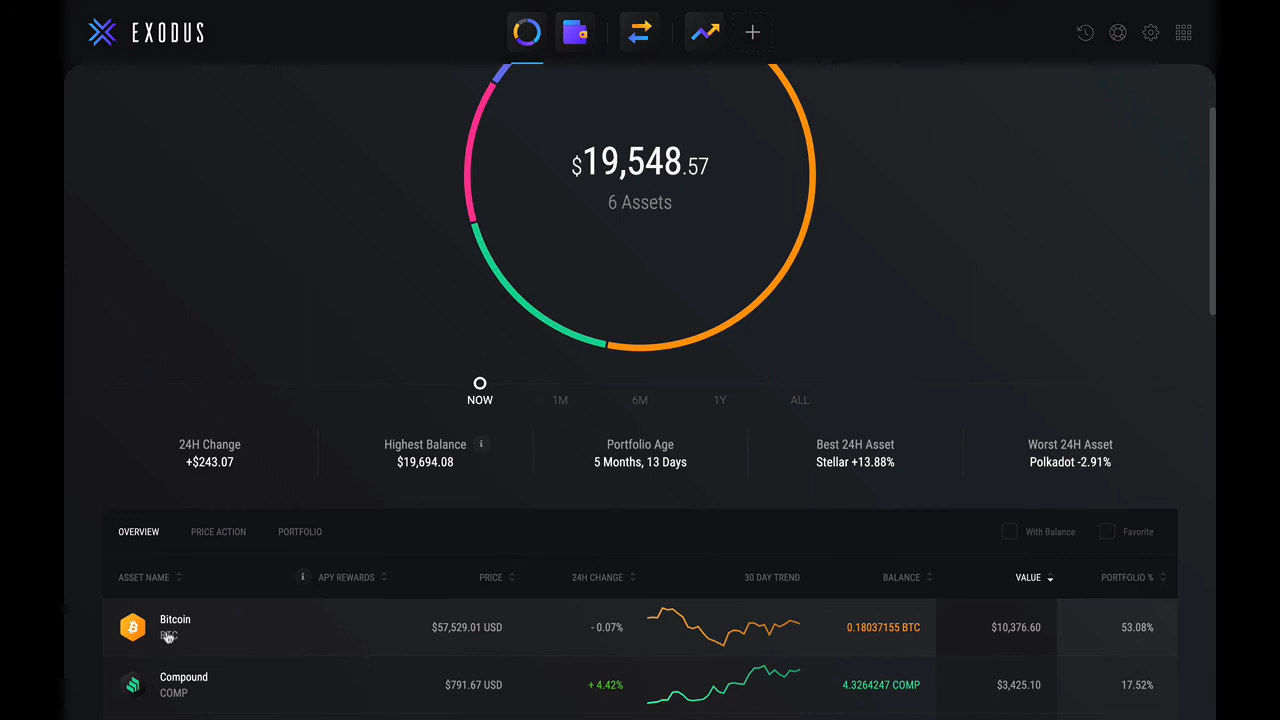 EXODUS
$19,548.57
6 Assets
NOW 1M 6M 1Y ALL
24H Change Highest Balance i Portfolio Age Best 24H Asset Worst 24H Asset
+$243.07 $19,694.08 5 Months, 13 Days Stellar +13.88% Polkadot -2.91%
OVERVIEW PRICE ACTION PORTFOLIO With Balance Favorite
ASSET NAME i APY REWARDS PRICE 24H CHANGE 30 DAY TREND BALANCE VALUE PORTFOLIO %
Bitcoin
BTC
$57,529.01 USD - 0.07% 0.18037155 BTC $10,376.60 53.08%
Compound
COMP
$791.67 USD + 4.42% 4.3264247 COMP $3,425.10 17.52%